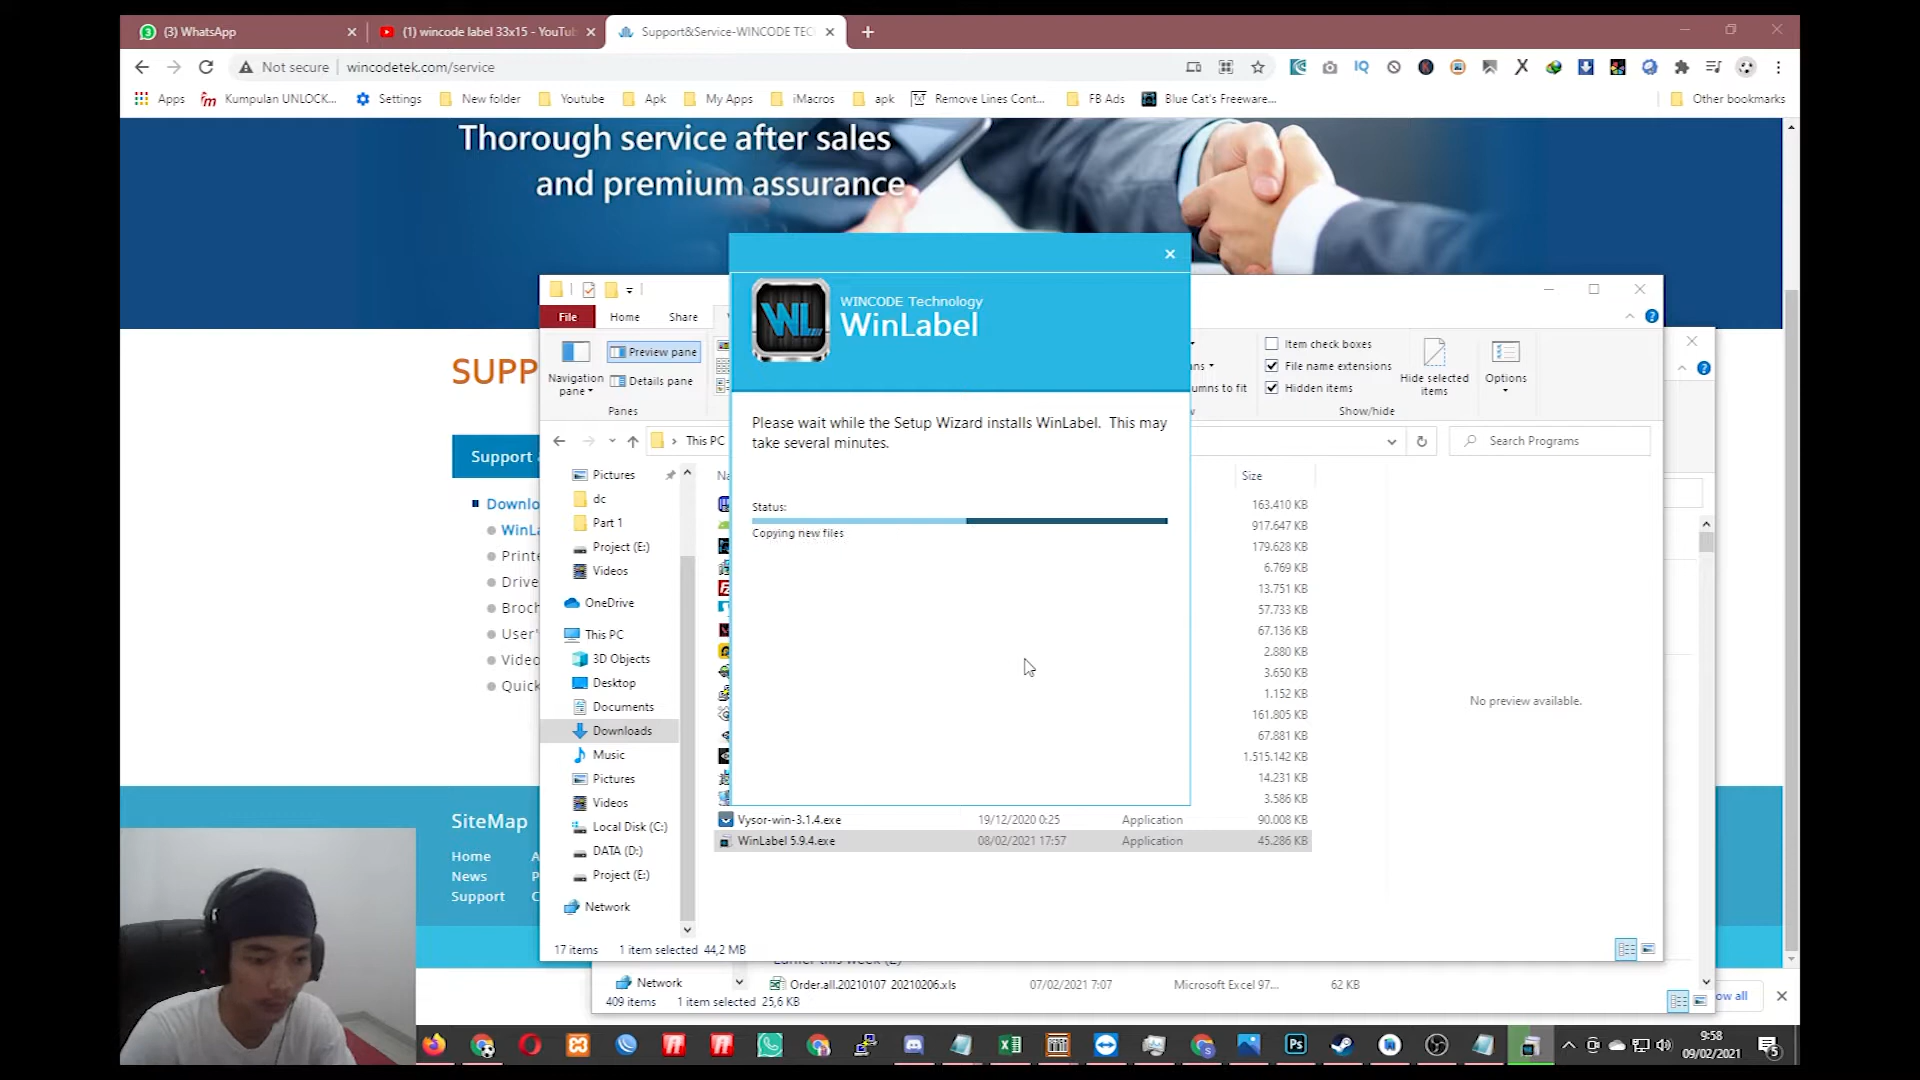 (3) WhatsApp
(1) wincode label 33x15 - YouTu
Support&Service-WINCODE TEC
Not secure
wincodetek.com/service
Apps
Kumpulan UNLOCK...
Settings
New folder
Youtube
Apk
My Apps
iMacros
apk
Remove Lines Cont...
FB Ads
Blue Cat's Freeware...
Other bookmarks
Thorough service after sales
and premium assurance
WINCODE Technology
WinLabel
File
Home
Share
Preview pane
Navigation
pane
Details pane
Panes
Item check boxes
File name extensions
Hidden items
Hide selected
items
Options
Show/hide
umns to fit
SUPP
Support
Downlo
WinLa
Printe
Drive
Broch
User'
Video
Quick
This PC
Search Programs
Please wait while the Setup Wizard installs WinLabel. This may
take several minutes.
Status:
Copying new files
Pictures
dc
Part 1
Project (E:)
Videos
OneDrive
This PC
3D Objects
Desktop
Documents
Downloads
Music
Pictures
Videos
Local Disk (C:)
DATA (D:)
Project (E:)
Network
Size
163.410 KB
917.647 KB
179.628 KB
6.769 KB
13.751 KB
57.733 KB
67.136 KB
2.880 KB
3.650 KB
1.152 KB
161.805 KB
67.881 KB
1.515.142 KB
14.231 KB
3.586 KB
Vysor-win-3.1.4.exe 19/12/2020 0:25 Application 90.008 KB
WinLabel 5.9.4.exe 08/02/2021 17:57 Application 45.286 KB
No preview available.
17 items 1 item selected 44,2 MB
SiteMap
Home
News
Support
Network
Order.all.20210107 20210206.xls 07/02/2021 7:07 Microsoft Excel 97... 62 KB
409 items 1 item selected 25,6 KB
ow all
9:58
09/02/2021
5